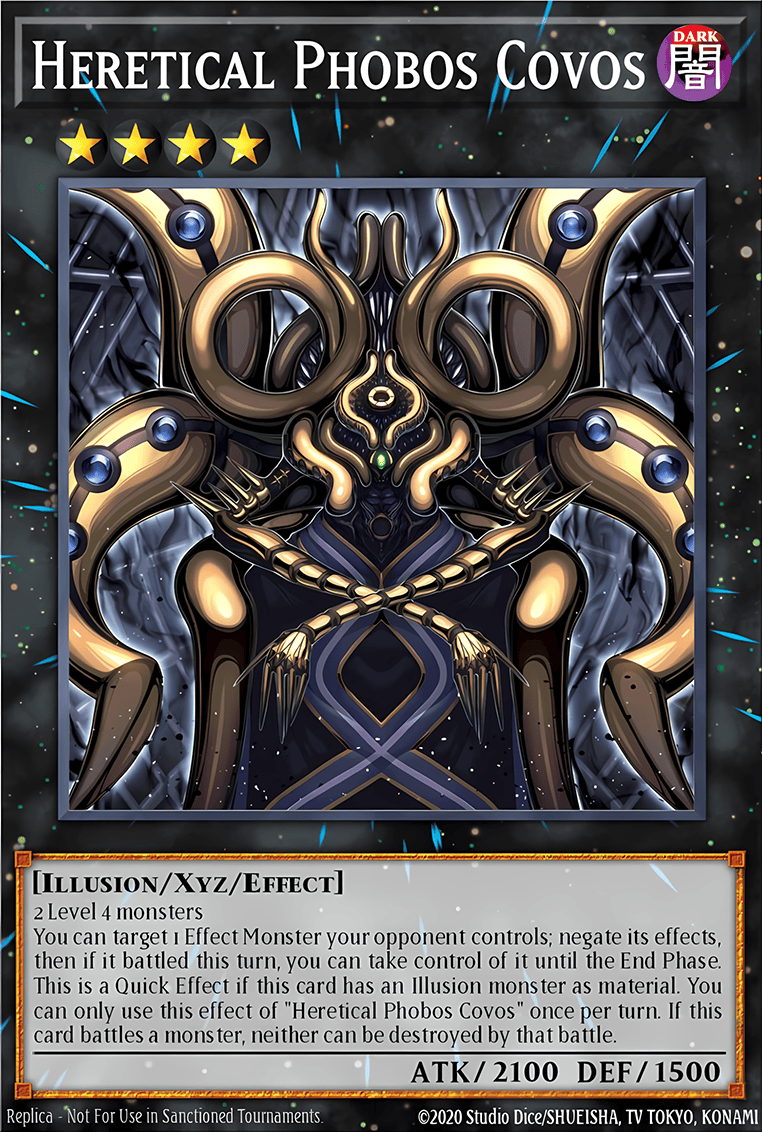 Heretical Phobos Covos
DARK
闇
[Illusion/Xyz/Effect]
2 Level 4 monsters
You can target 1 Effect Monster your opponent controls; negate its effects,
then if it battled this turn, you can take control of it until the End Phase.
This is a Quick Effect if this card has an Illusion monster as material. You
can only use this effect of "Heretical Phobos Covos" once per turn. If this
card battles a monster, neither can be destroyed by that battle.
ATK/2100 DEF/1500
Replica - Not For Use in Sanctioned Tournaments. ©2020 Studio Dice/SHUEISHA, TV TOKYO, KONAMI